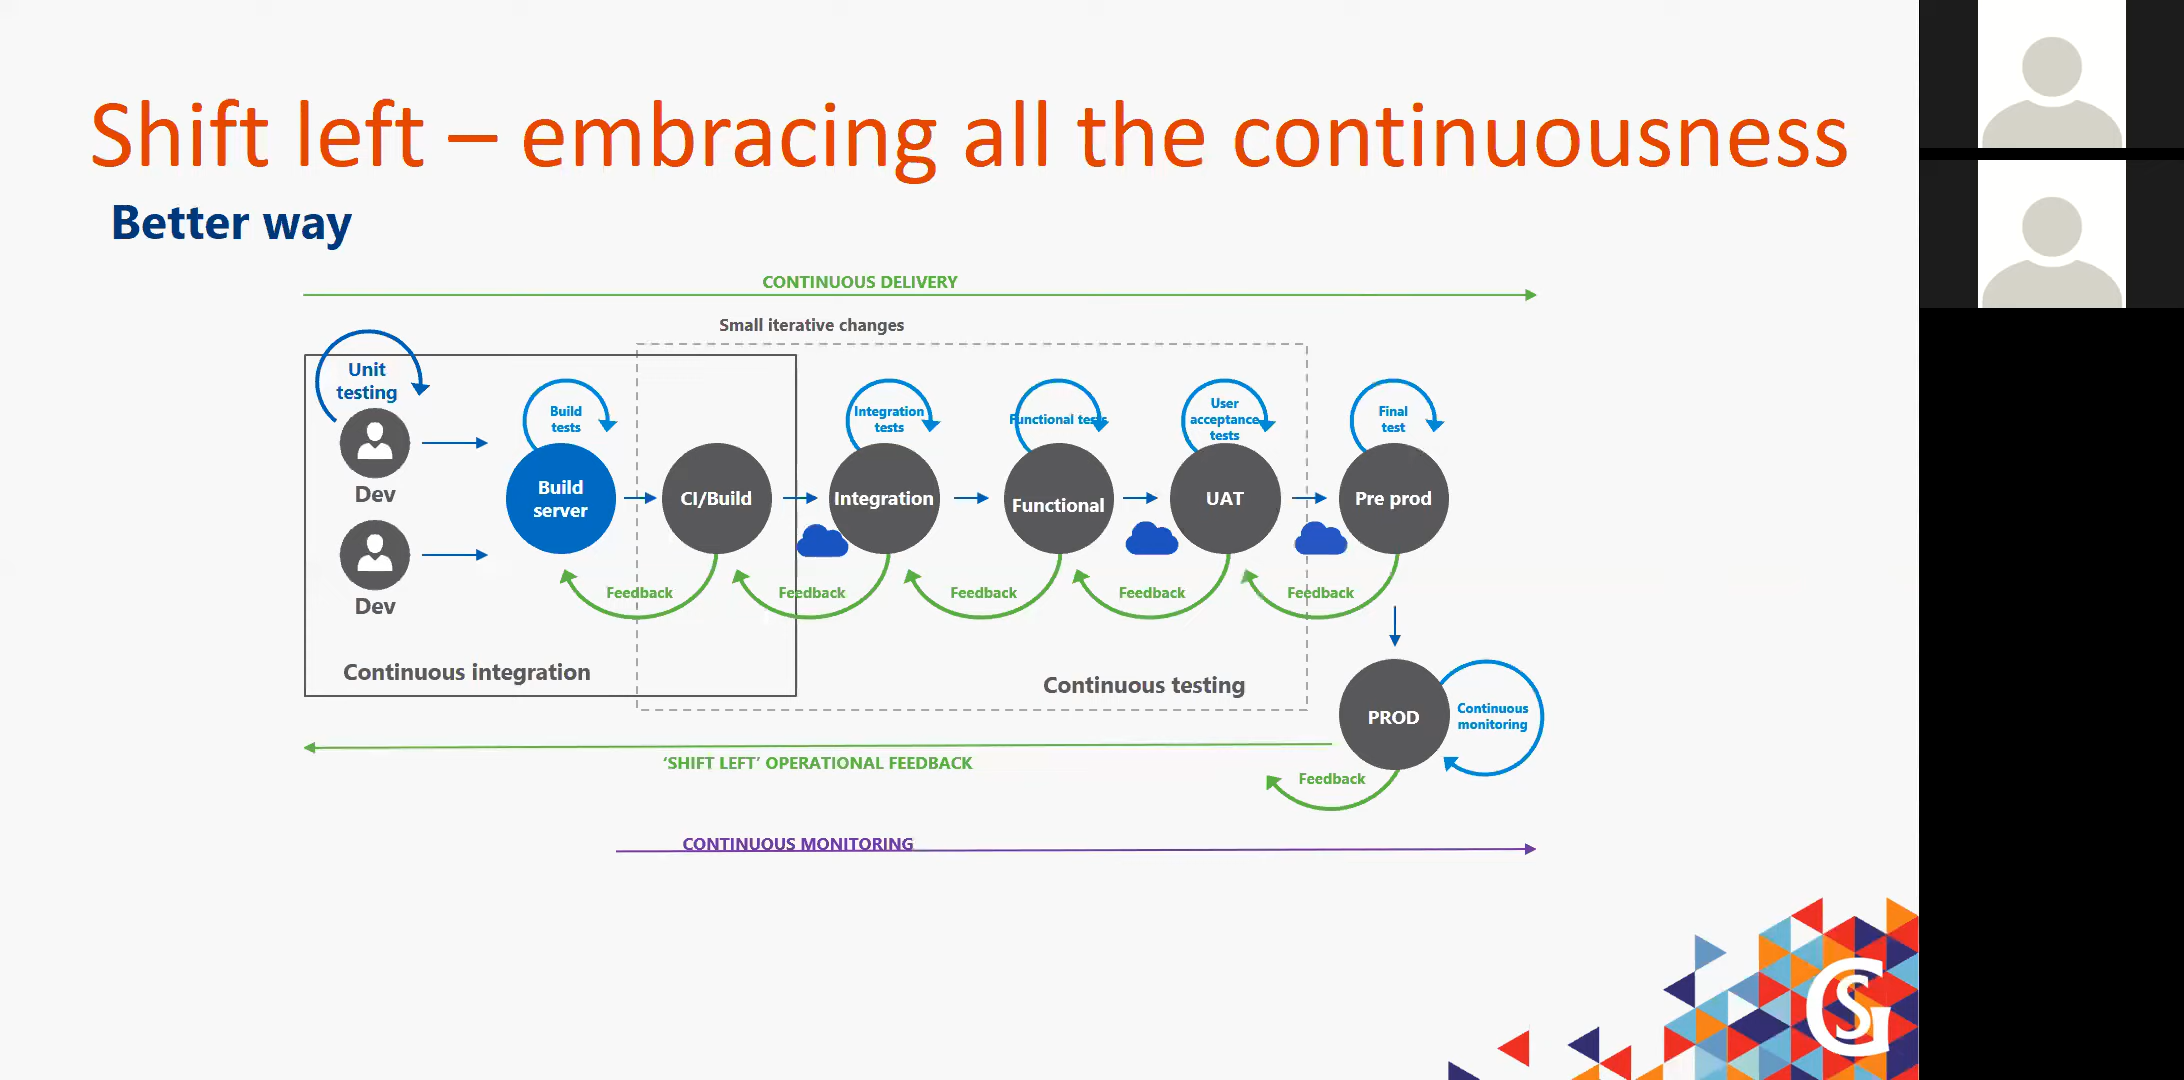 Shift left – embracing all the continuousness
Better way
CONTINUOUS DELIVERY
Small iterative changes
Unit
testing
Dev
Dev
Build
tests
Build
server
CI/Build
Integration
tests
Integration
Functional tests
Functional
User
acceptance
tests
UAT
Final
test
Pre prod
Feedback
Feedback
Feedback
Feedback
Feedback
Continuous integration
Continuous testing
PROD
Continuous
monitoring
‘SHIFT LEFT’ OPERATIONAL FEEDBACK
Feedback
CONTINUOUS MONITORING
GS